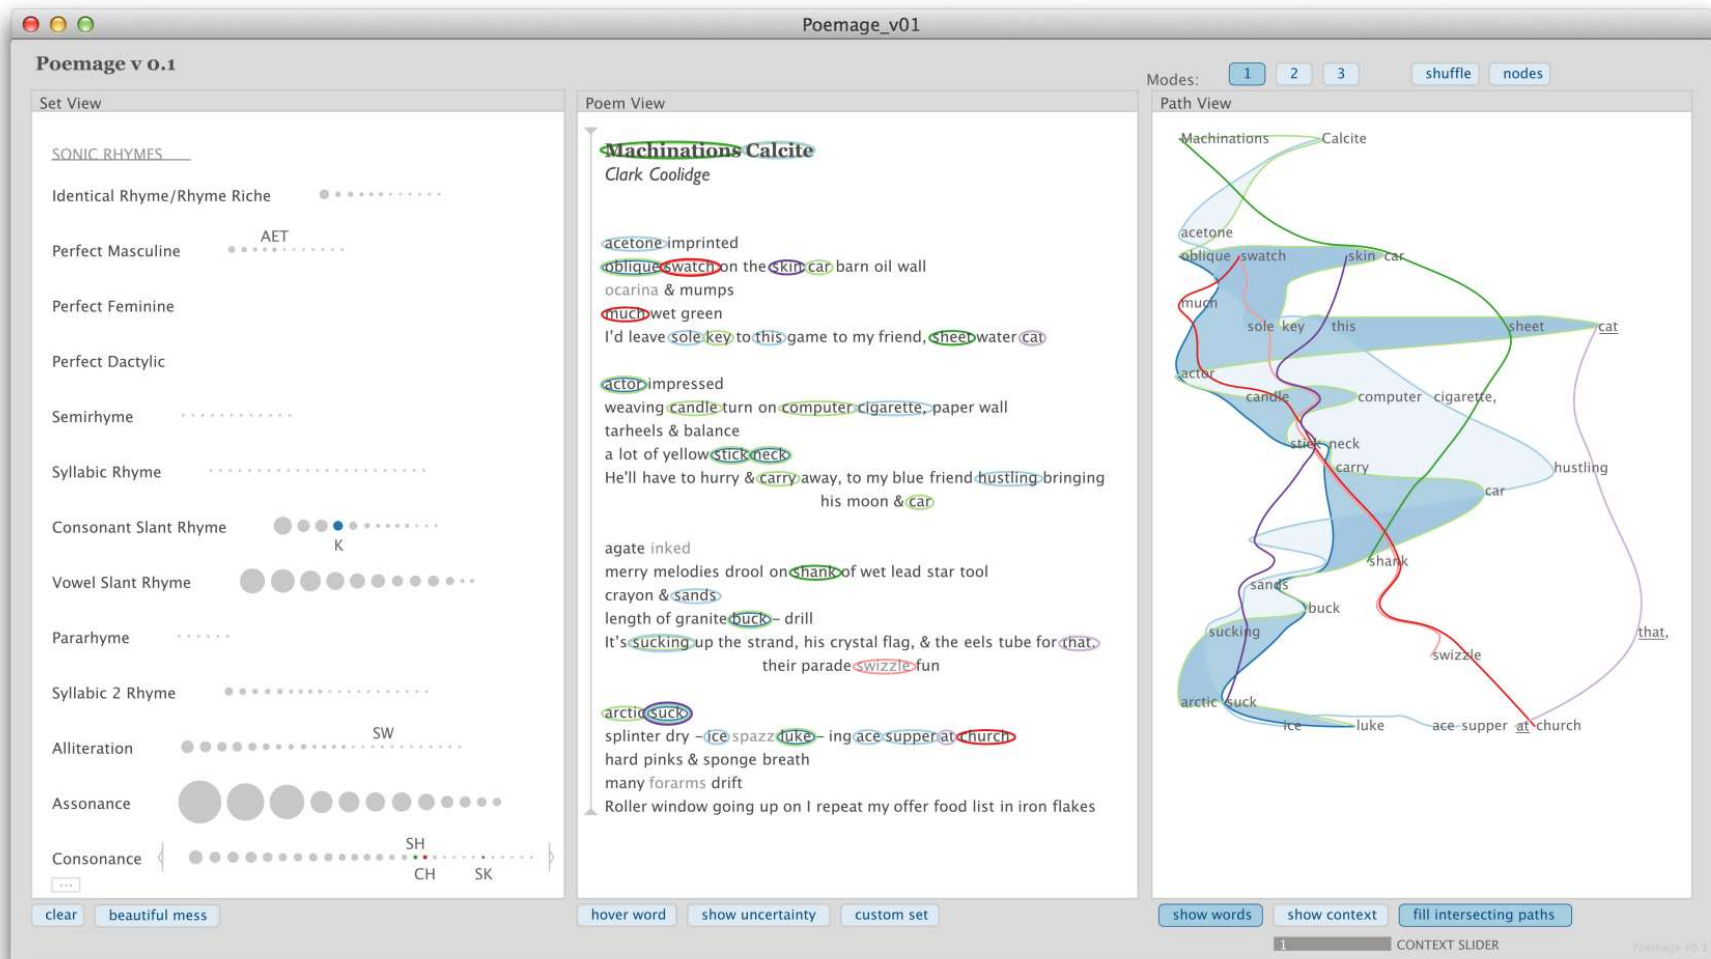 Poemage_v01
Poemage v 0.1
Modes: 1 2 3 shuffle nodes
Set View
SONIC RHYMES
Identical Rhyme/Rhyme Riche
AET
Perfect Masculine
Perfect Feminine
Perfect Dactylic
Semirhyme
Syllabic Rhyme
Consonant Slant Rhyme
K
Vowel Slant Rhyme
Pararhyme
Syllabic 2 Rhyme
SW
Alliteration
Assonance
SH
Consonance
CH SK
...
clear beautiful mess
Poem View
Machinations Calcite
Clark Coolidge
acetone imprinted
oblique swatch on the skin car barn oil wall
ocarina & mumps
much wet green
I'd leave sole key to this game to my friend, sheet water cat
actor impressed
weaving candle turn on computer cigarette, paper wall
tarheels & balance
a lot of yellow stick neck
He'll have to hurry & carry away, to my blue friend hustling bringing
his moon & car
agate inked
merry melodies drool on shank of wet lead star tool
crayon & sands
length of granite buck – drill
It's sucking up the strand, his crystal flag, & the eels tube for that,
their parade swizzle fun
arctic suck
splinter dry – ice spazz luke – ing ace supper at church
hard pinks & sponge breath
many forarms drift
Roller window going up on I repeat my offer food list in iron flakes
hover word show uncertainty custom set
Path View
Machinations Calcite
acetone
oblique swatch skin car
much
sole key this sheet cat
actor
candle computer cigarette,
stick neck
carry hustling
car
shank
sands
buck
sucking that,
swizzle
arctic suck
ice luke ace supper at church
show words show context fill intersecting paths
1 CONTEXT SLIDER
Poemage v0.1